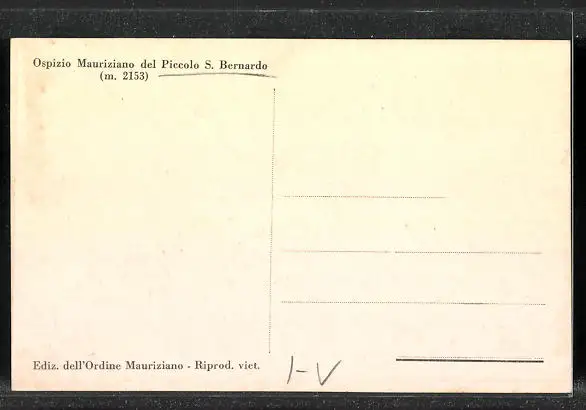 Ospizio Mauriziano del Piccolo S. Bernardo
(m. 2153)
Ediz. dell'Ordine Mauriziano - Riprod. viet.
I-V